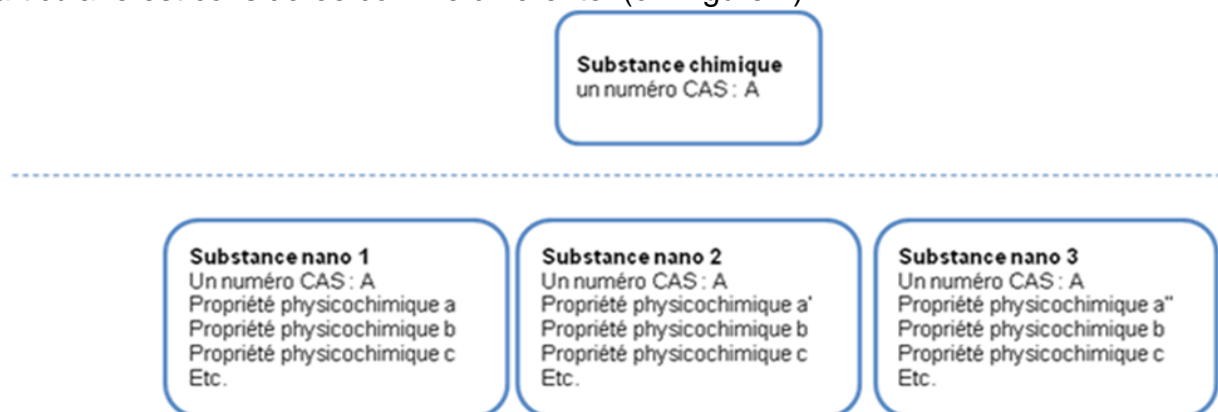 Substance chimique
un numéro CAS : A
Substance nano 1
Un numéro CAS : A
Propriété physicochimique a
Propriété physicochimique b
Propriété physicochimique c
Etc.
Substance nano 2
Un numéro CAS : A
Propriété physicochimique a'
Propriété physicochimique b
Propriété physicochimique c
Etc.
Substance nano 3
Un numéro CAS : A
Propriété physicochimique a"
Propriété physicochimique b
Propriété physicochimique c
Etc.